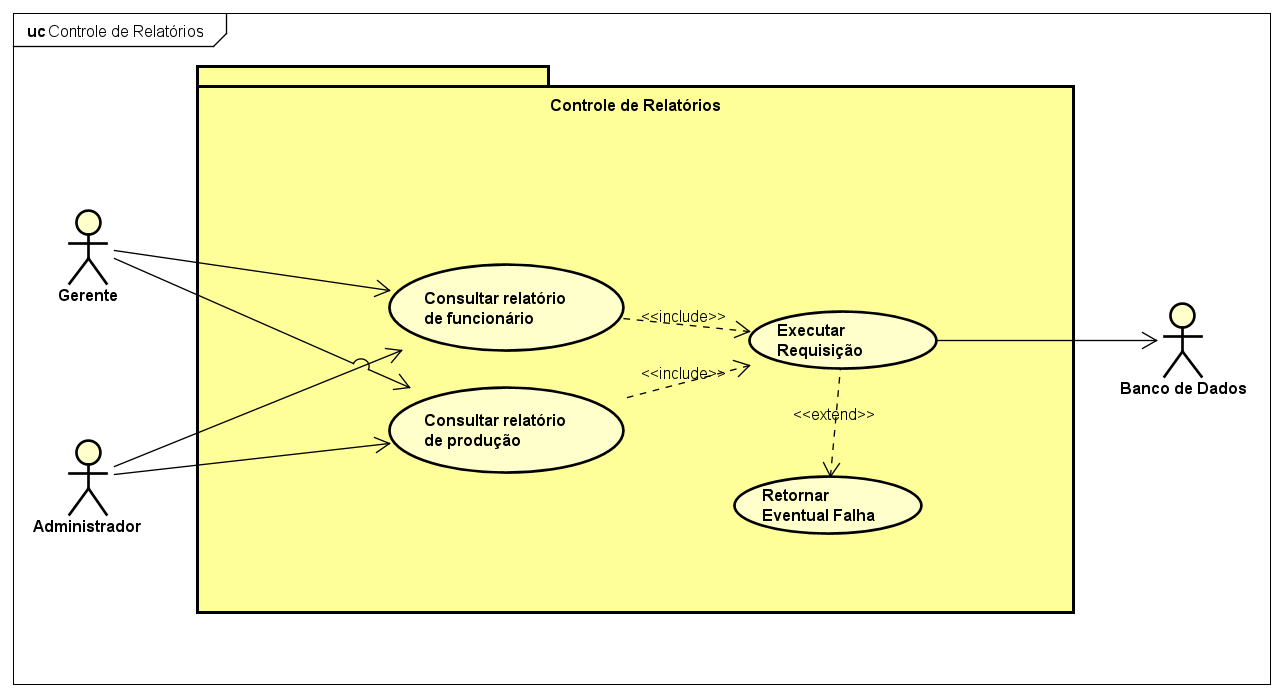 uc Controle de Relatórios
Controle de Relatórios
Gerente
Consultar relatório
de funcionário
<<include>>
Executar
Requisição
Banco de Dados
<<include>>
Consultar relatório
de produção
<<extend>>
Administrador
Retornar
Eventual Falha